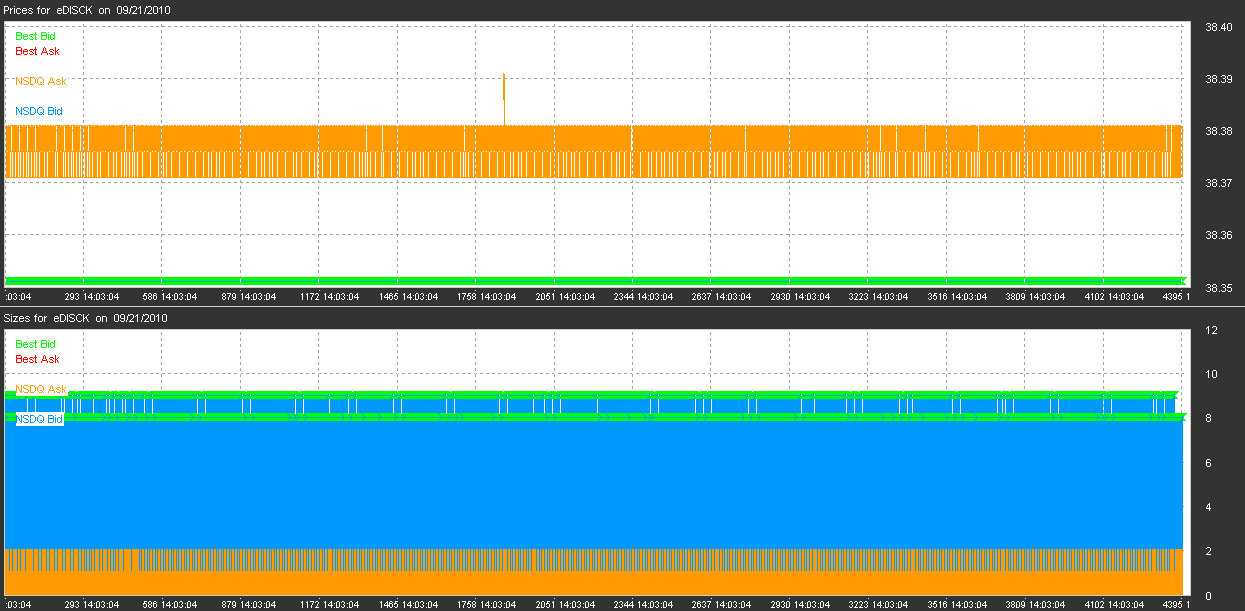 Prices for eDISCK on 09/21/2010
Best Bid
Best Ask
NSDQ Ask
NSDQ Bid
38.40
38.39
38.38
38.37
38.36
38.35
:03:04 293 14:03:04 586 14:03:04 879 14:03:04 1172 14:03:04 1465 14:03:04 1758 14:03:04 2051 14:03:04 2344 14:03:04 2637 14:03:04 2930 14:03:04 3223 14:03:04 3516 14:03:04 3809 14:03:04 4102 14:03:04 4395 1
Sizes for eDISCK on 09/21/2010
Best Bid
Best Ask
NSDQ Ask
NSDQ Bid
12
10
8
6
4
2
0
:03:04 293 14:03:04 586 14:03:04 879 14:03:04 1172 14:03:04 1465 14:03:04 1758 14:03:04 2051 14:03:04 2344 14:03:04 2637 14:03:04 2930 14:03:04 3223 14:03:04 3516 14:03:04 3809 14:03:04 4102 14:03:04 4395 1